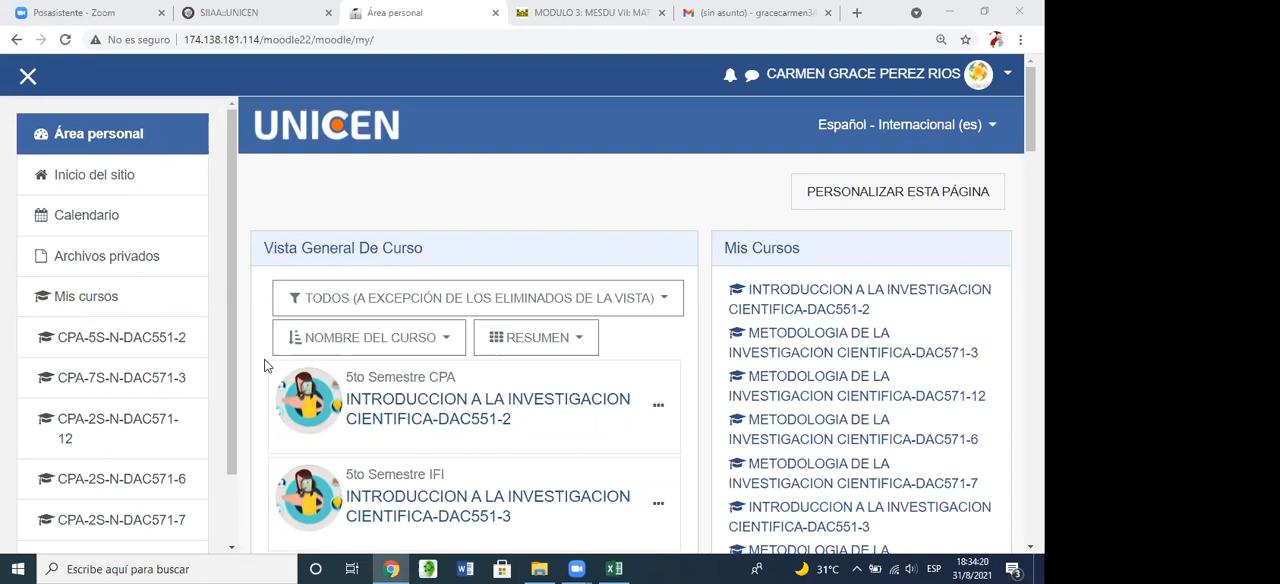 Posasistente - Zoom
SIIAA::UNICEN
Área personal
MODULO 3: MESDU VII: MAT
(sin asunto) - gracecarmen34
No es seguro
174.138.181.114/moodle22/moodle/my/
CARMEN GRACE PEREZ RIOS
Área personal
Inicio del sitio
Calendario
Archivos privados
Mis cursos
CPA-5S-N-DAC551-2
CPA-7S-N-DAC571-3
CPA-2S-N-DAC571-
12
CPA-2S-N-DAC571-6
CPA-2S-N-DAC571-7
UNICEN
Español - Internacional (es)
PERSONALIZAR ESTA PÁGINA
Vista General De Curso
TODOS (A EXCEPCIÓN DE LOS ELIMINADOS DE LA VISTA)
NOMBRE DEL CURSO
RESUMEN
5to Semestre CPA
INTRODUCCION A LA INVESTIGACION
CIENTIFICA-DAC551-2
5to Semestre IFI
INTRODUCCION A LA INVESTIGACION
CIENTIFICA-DAC551-3
Mis Cursos
INTRODUCCION A LA INVESTIGACION
CIENTIFICA-DAC551-2
METODOLOGIA DE LA
INVESTIGACION CIENTIFICA-DAC571-3
METODOLOGIA DE LA
INVESTIGACION CIENTIFICA-DAC571-12
METODOLOGIA DE LA
INVESTIGACION CIENTIFICA-DAC571-6
METODOLOGIA DE LA
INVESTIGACION CIENTIFICA-DAC571-7
INTRODUCCION A LA INVESTIGACION
CIENTIFICA-DAC551-3
METODOLOGIA DE LA
Escribe aquí para buscar
31°C
ESP
18:34:20
31/8/2021
3